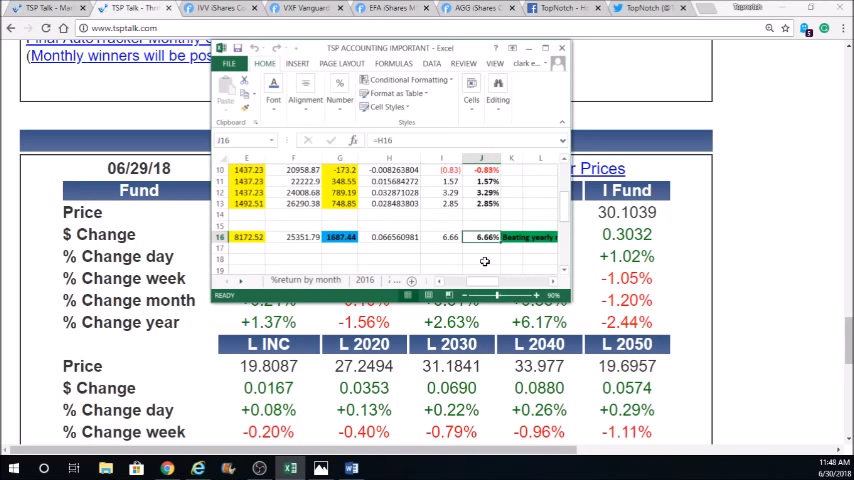 TSP Talk - Mar
TSP Talk - Thri
IVV iShares Co
VXF Vanguard
EFA iShares M
AGG iShares C
TopNotch - H
TopNotch (@T
Topnotch
www.tsptalk.com
(Monthly winners will be pos
TSP ACCOUNTING IMPORTANT - Excel
FILE HOME INSERT PAGE LAYOUT FORMULAS DATA REVIEW VIEW clark e...
Paste
Font
Alignment
Number
Conditional Formatting
Format as Table
Cell Styles
Cells
Editing
Clipboard
Styles
J16
=H16
E F G H I J K L
10 1437.23 20958.87 -173.2 -0.008263804 (0.83) -0.83%
11 1437.23 22222.9 348.55 0.015684272 1.57 1.57%
12 1437.23 24008.68 789.19 0.032871028 3.29 3.29%
13 1492.51 26290.38 748.85 0.028483803 2.85 2.85%
14
15
16 8172.52 25351.79 1687.44 0.066560981 6.66 6.66% Beating yearly
17
18
19
%return by month 2016 ...
READY 90%
06/29/18
Prices
Fund I Fund
Price 30.1039
$ Change 0.3032
% Change day +1.02%
% Change week -1.05%
% Change month -1.20%
% Change year +1.37% -1.56% +2.63% +6.17% -2.44%
L INC L 2020 L 2030 L 2040 L 2050
Price 19.8087 27.2494 31.1841 33.977 19.6957
$ Change 0.0167 0.0353 0.0690 0.0880 0.0574
% Change day +0.08% +0.13% +0.22% +0.26% +0.29%
% Change week -0.20% -0.40% -0.79% -0.96% -1.11%
11:48 AM
6/30/2018